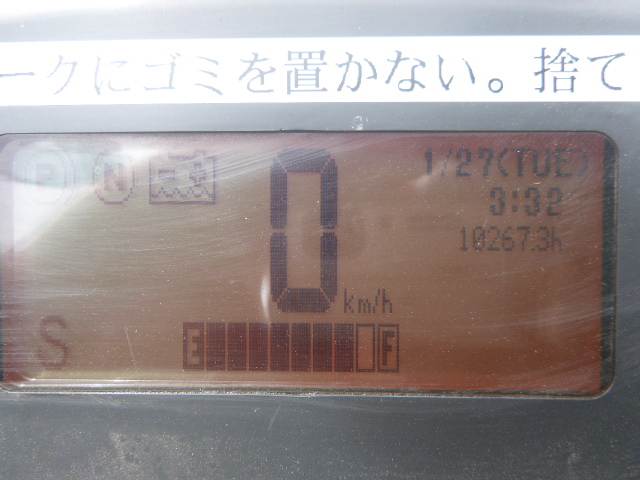 ークにゴミを置かない。捨て
P N 0 1/27(TUE)
3:32
10267.3h
km/h
S E F